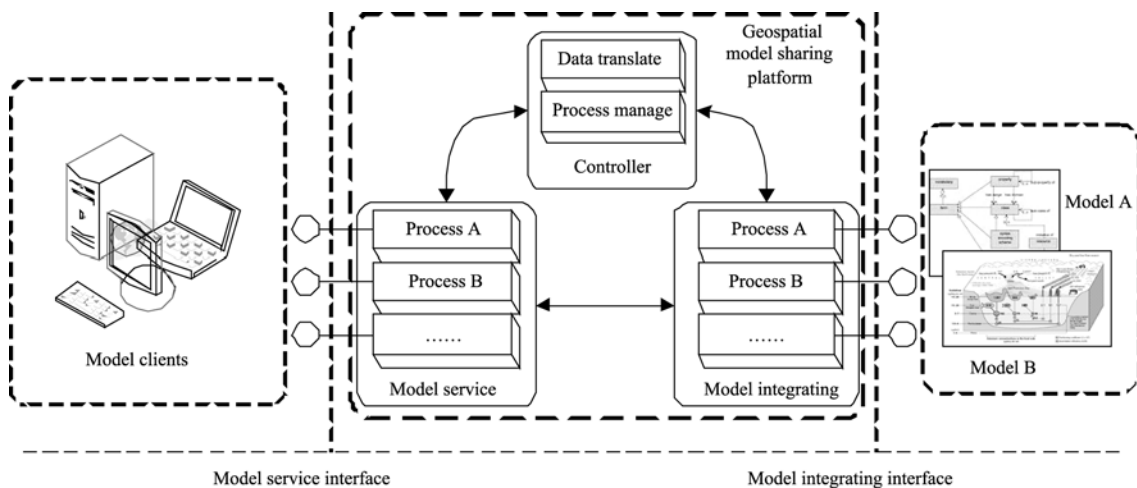 Geospatial
model sharing
platform
Data translate
Process manage
Controller
Model clients
Process A
Process B
......
Model service
Process A
Process B
......
Model integrating
Model A
Model B
Model service interface
Model integrating interface